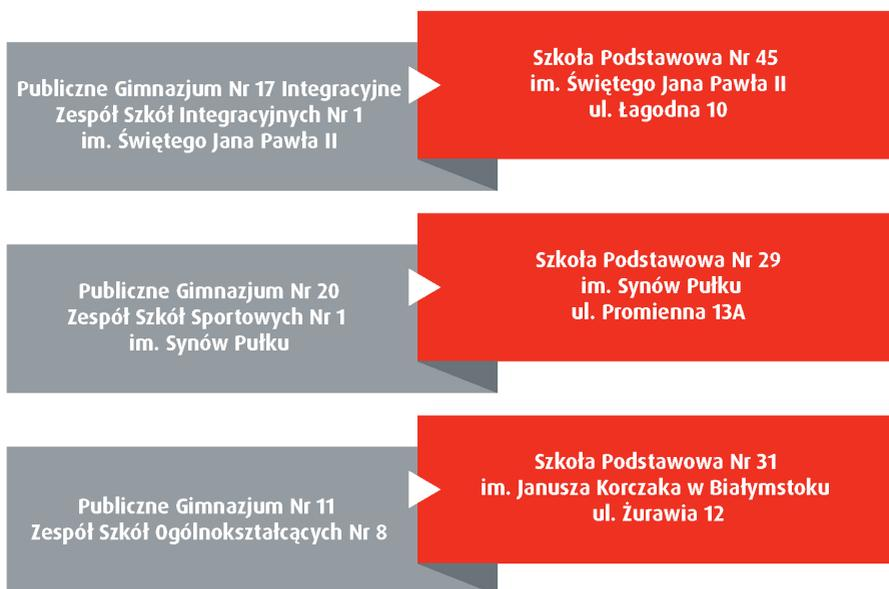 Publiczne Gimnazjum Nr 17 Integracyjne
Zespół Szkół Integracyjnych Nr 1
im. Świętego Jana Pawła II
Szkoła Podstawowa Nr 45
im. Świętego Jana Pawła II
ul. Łagodna 10
Publiczne Gimnazjum Nr 20
Zespół Szkół Sportowych Nr 1
im. Synów Pułku
Szkoła Podstawowa Nr 29
im. Synów Pułku
ul. Promienna 13A
Publiczne Gimnazjum Nr 11
Zespół Szkół Ogólnokształcących Nr 8
Szkoła Podstawowa Nr 31
im. Janusza Korczaka w Białymstoku
ul. Żurawia 12